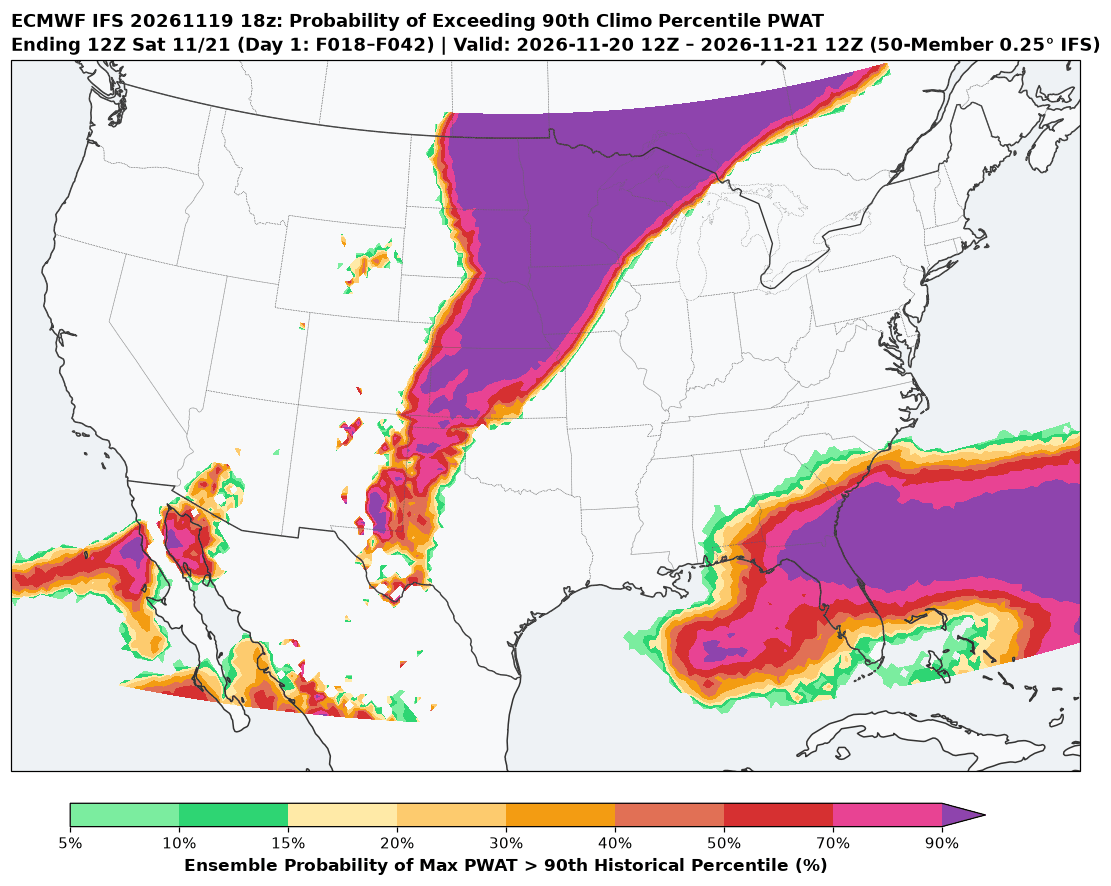 ECMWF IFS 20261119 18z: Probability of Exceeding 90th Climo Percentile PWAT
Ending 12Z Sat 11/21 (Day 1: F018–F042) | Valid: 2026-11-20 12Z – 2026-11-21 12Z (50-Member 0.25° IFS)
5% 10% 15% 20% 30% 40% 50% 70% 90%
Ensemble Probability of Max PWAT > 90th Historical Percentile (%)